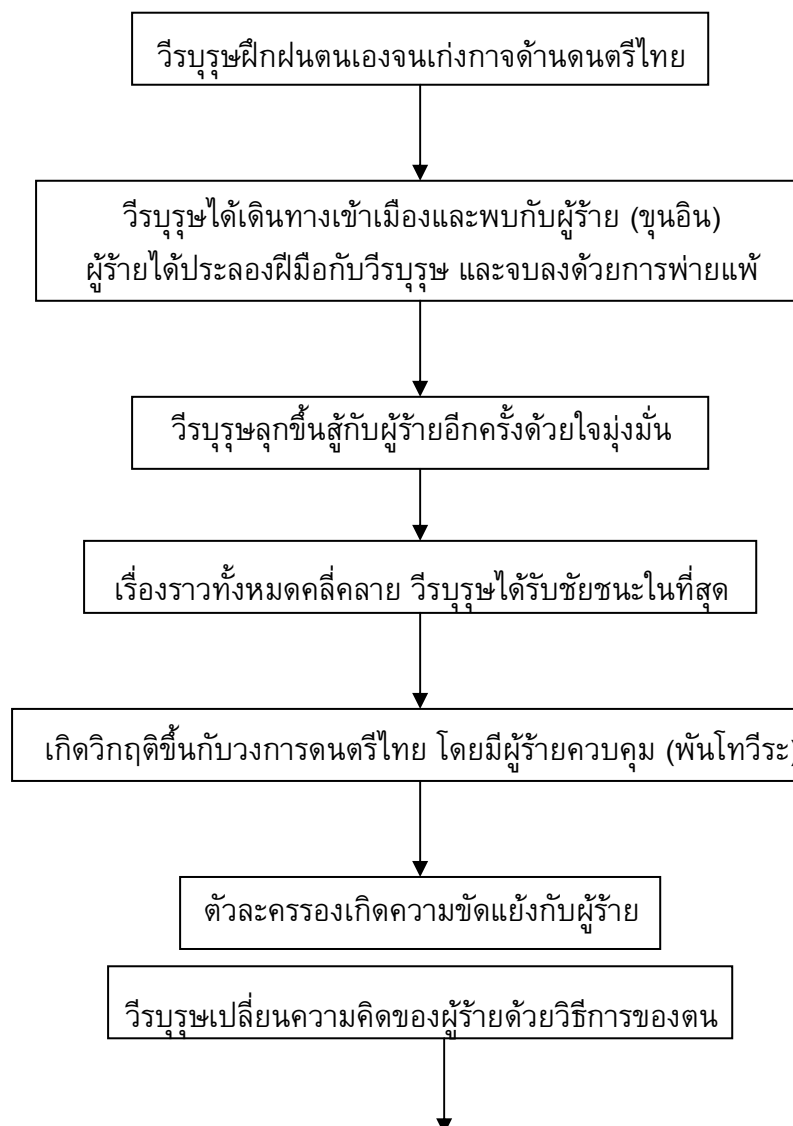 วีรบุรุษฝึกฝนตนเองจนเก่งกาจด้านดนตรีไทย
วีรบุรุษได้เดินทางเข้าเมืองและพบกับผู้ร้าย (ขุนอิน)
ผู้ร้ายได้ประลองฝีมือกับวีรบุรุษ และจบลงด้วยการพ่ายแพ้
วีรบุรุษลุกขึ้นสู้กับผู้ร้ายอีกครั้งด้วยใจมุ่งมั่น
เรื่องราวทั้งหมดคลี่คลาย วีรบุรุษได้รับชัยชนะในที่สุด
เกิดวิกฤติขึ้นกับวงการดนตรีไทย โดยมีผู้ร้ายควบคุม (พันโทวีระ)
ตัวละครรองเกิดความขัดแย้งกับผู้ร้าย
วีรบุรุษเปลี่ยนความคิดของผู้ร้ายด้วยวิธีการของตน